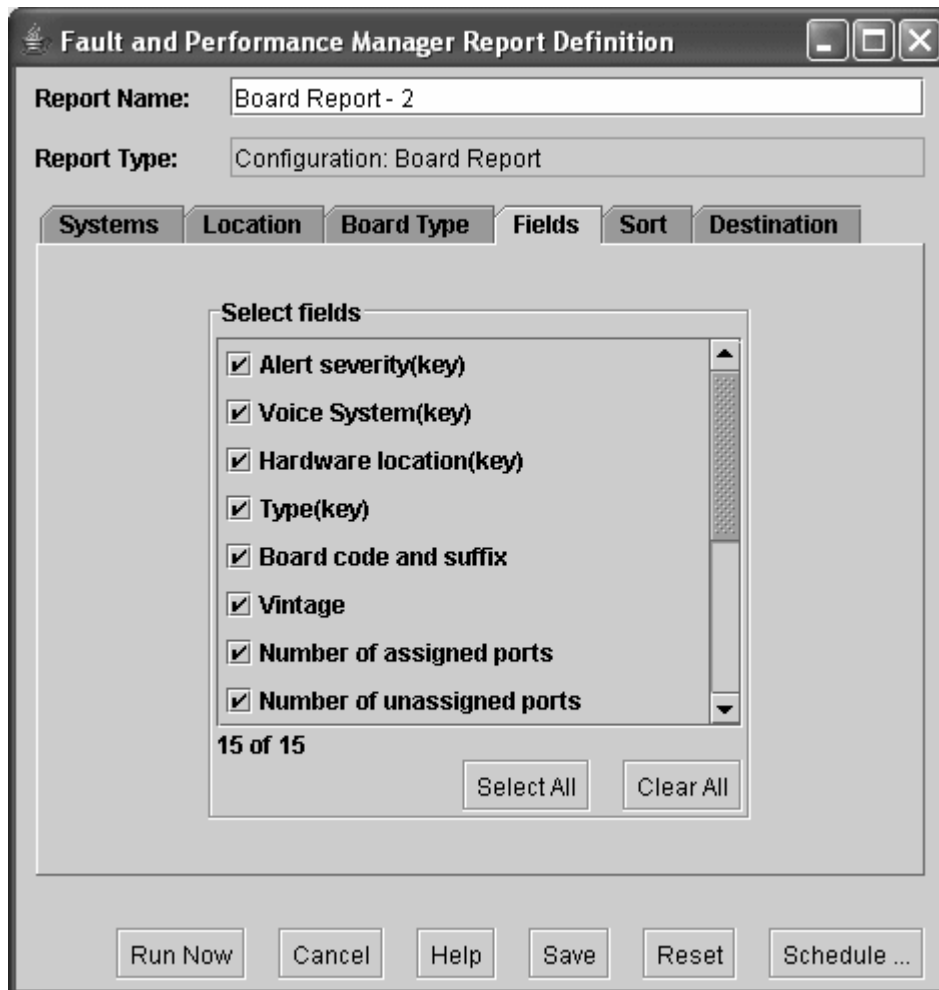 Fault and Performance Manager Report Definition
Report Name: Board Report - 2
Report Type: Configuration: Board Report
Systems Location Board Type Fields Sort Destination
Select fields
Alert severity(key)
Voice System(key)
Hardware location(key)
Type(key)
Board code and suffix
Vintage
Number of assigned ports
Number of unassigned ports
15 of 15
Select All Clear All
Run Now Cancel Help Save Reset Schedule ...